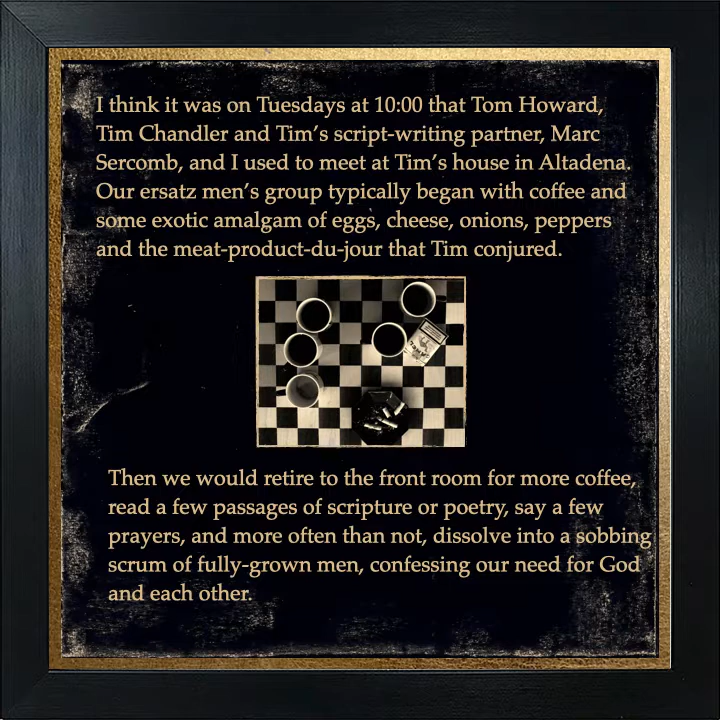 I think it was on Tuesdays at 10:00 that Tom Howard,
Tim Chandler and Tim’s script-writing partner, Marc
Sercomb, and I used to meet at Tim’s house in Altadena.
Our ersatz men’s group typically began with coffee and
some exotic amalgam of eggs, cheese, onions, peppers
and the meat-product-du-jour that Tim conjured.
Then we would retire to the front room for more coffee,
read a few passages of scripture or poetry, say a few
prayers, and more often than not, dissolve into a sobbing
scrum of fully-grown men, confessing our need for God
and each other.